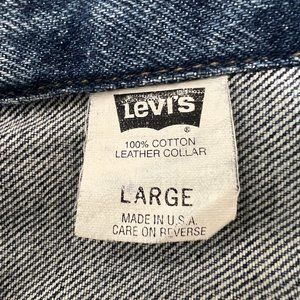 LEVI'S
®
100% COTTON
LEATHER COLLAR
LARGE
MADE IN U.S.A.
CARE ON REVERSE